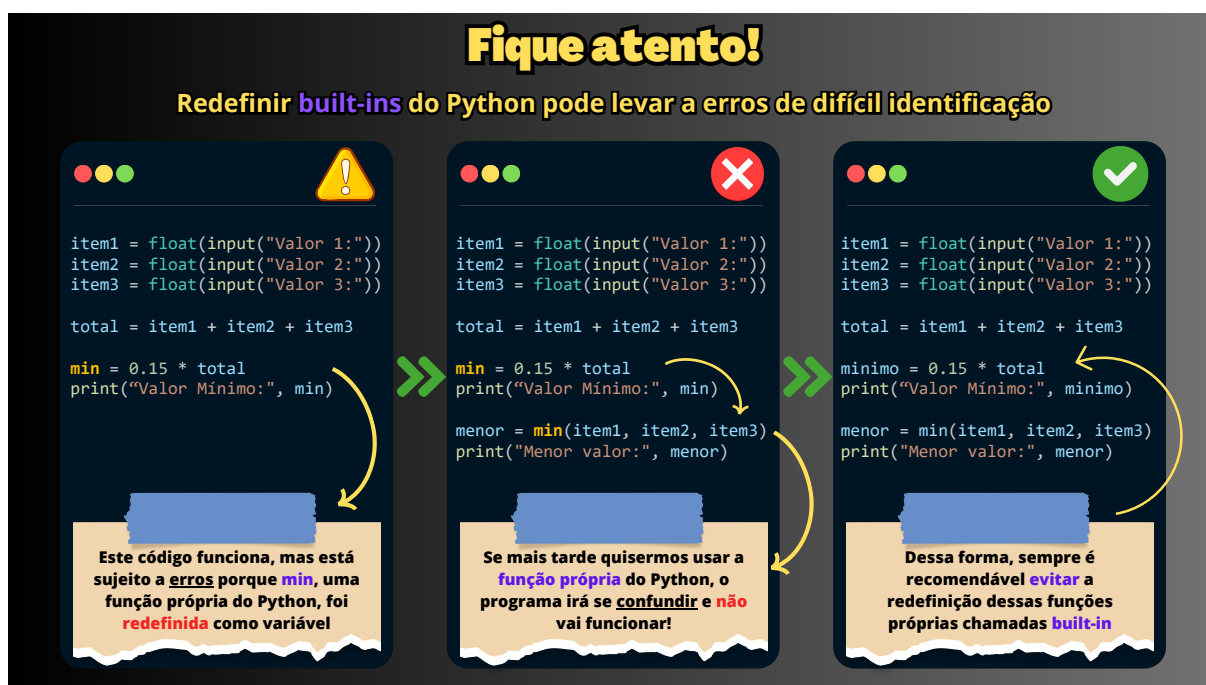 Fique atento!
Redefinir built-ins do Python pode levar a erros de difícil identificação
item1 = float(input("Valor 1:"))
item2 = float(input("Valor 2:"))
item3 = float(input("Valor 3:"))
total = item1 + item2 + item3
min = 0.15 * total
print(“Valor Mínimo:", min)
Este código funciona, mas está
sujeito a erros porque min, uma
função própria do Python, foi
redefinida como variável
item1 = float(input("Valor 1:"))
item2 = float(input("Valor 2:"))
item3 = float(input("Valor 3:"))
total = item1 + item2 + item3
min = 0.15 * total
print(“Valor Mínimo:", min)
menor = min(item1, item2, item3)
print("Menor valor:", menor)
Se mais tarde quisermos usar a
função própria do Python, o
programa irá se confundir e não
vai funcionar!
item1 = float(input("Valor 1:"))
item2 = float(input("Valor 2:"))
item3 = float(input("Valor 3:"))
total = item1 + item2 + item3
minimo = 0.15 * total
print(“Valor Mínimo:", minimo)
menor = min(item1, item2, item3)
print("Menor valor:", menor)
Dessa forma, sempre é
recomendável evitar a
redefinição dessas funções
próprias chamadas built-in